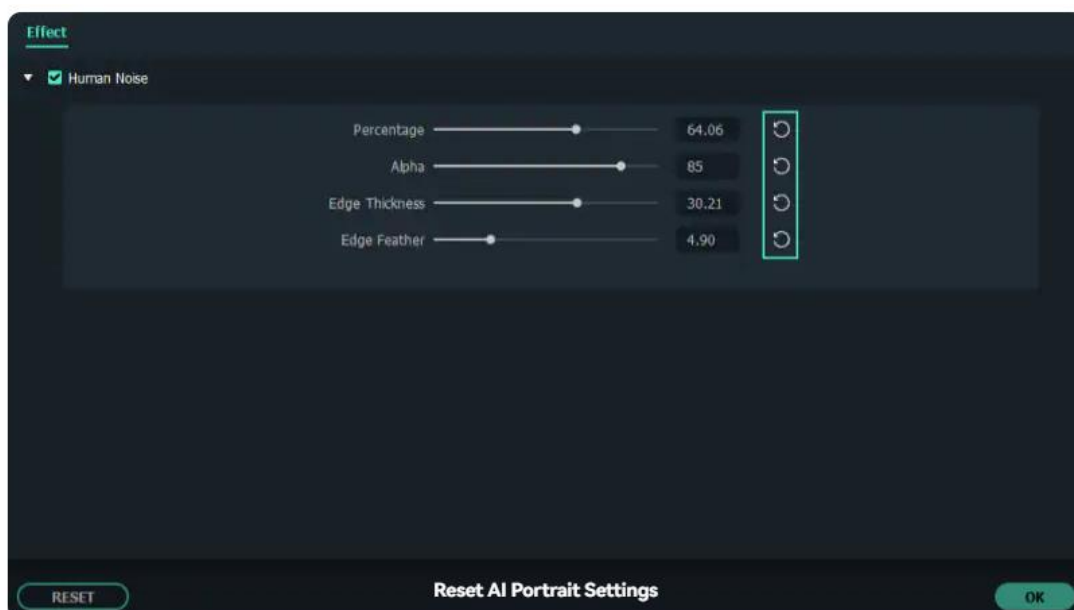 Effect
Human Noise
Percentage 64.06
Alpha 85
Edge Thickness 30.21
Edge Feather 4.90
RESET Reset AI Portrait Settings OK